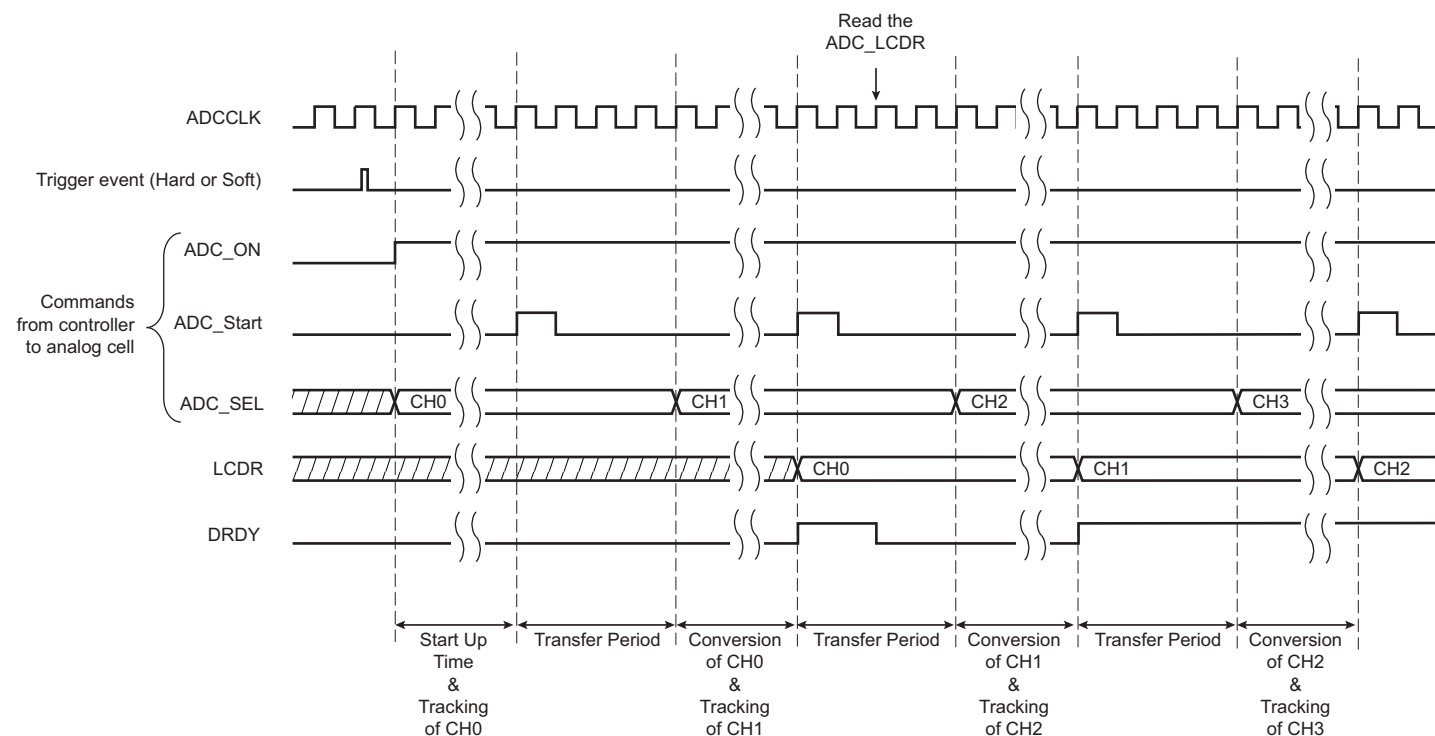 Read the
ADC_LCDR
ADCCLK
Trigger event (Hard or Soft)
ADC_ON
Commands
from controller
to analog cell
ADC_Start
ADC_SEL
CH0
CH1
CH2
CH3
LCDR
CH0
CH1
CH2
DRDY
Start Up
Time
&
Tracking
of CH0
Transfer Period
Conversion
of CH0
&
Tracking
of CH1
Transfer Period
Conversion
of CH1
&
Tracking
of CH2
Transfer Period
Conversion
of CH2
&
Tracking
of CH3